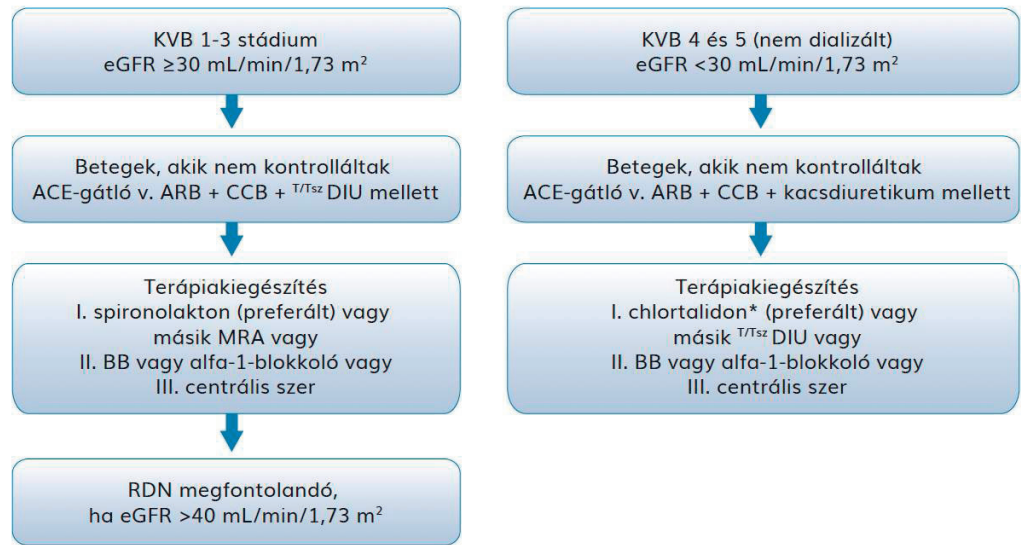 KVB 1-3 stádium
eGFR ≥30 mL/min/1,73 m²
Betegek, akik nem kontrolláltak
ACE-gátló v. ARB + CCB + T/Tsz DIU mellett
Terápiakiegészítés
I. spironolakton (preferált) vagy
másik MRA vagy
II. BB vagy alfa-1-blokkoló vagy
III. centrális szer
RDN megfontolandó,
ha eGFR >40 mL/min/1,73 m²
KVB 4 és 5 (nem dializált)
eGFR <30 mL/min/1,73 m²
Betegek, akik nem kontrolláltak
ACE-gátló v. ARB + CCB + kacsdiuretikum mellett
Terápiakiegészítés
I. chlortalidon* (preferált) vagy
másik T/Tsz DIU vagy
II. BB vagy alfa-1-blokkoló vagy
III. centrális szer